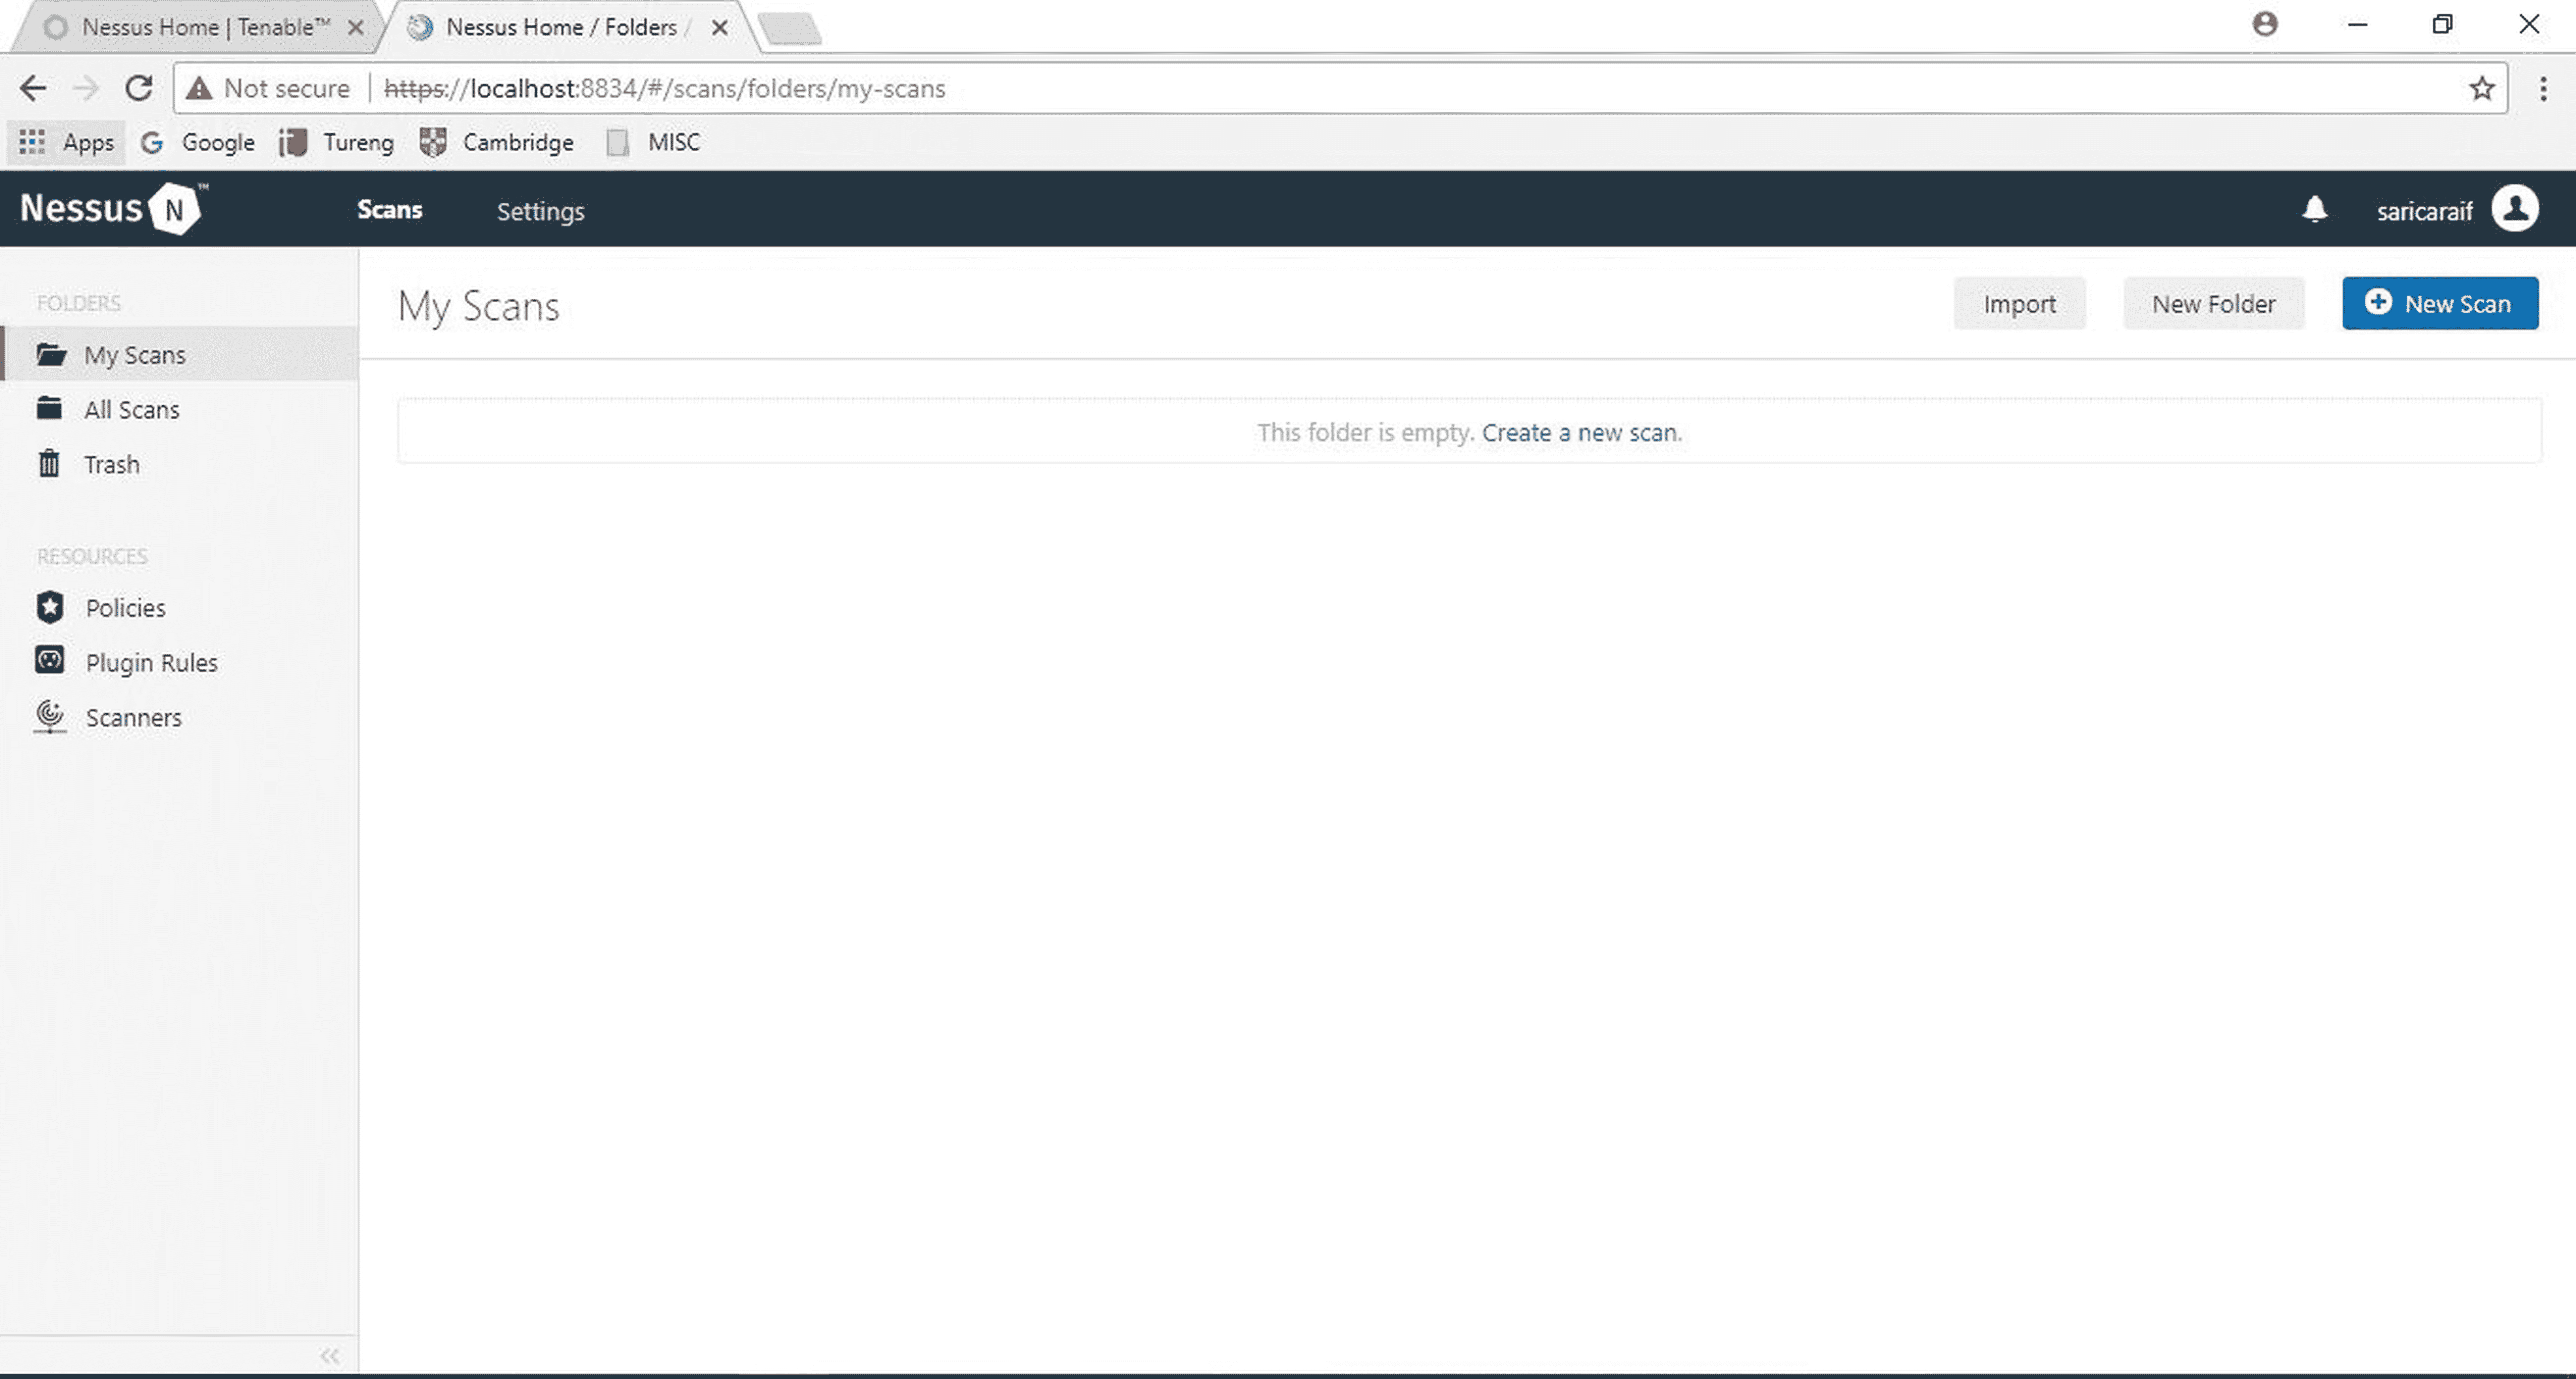 Nessus Home | Tenable™
Nessus Home / Folders /
Not secure
https://localhost:8834/#/scans/folders/my-scans
Apps
Google
Tureng
Cambridge
MISC
Nessus N ™
Scans
Settings
saricaraif
FOLDERS
My Scans
All Scans
Trash
RESOURCES
Policies
Plugin Rules
Scanners
My Scans
Import
New Folder
New Scan
This folder is empty. Create a new scan.